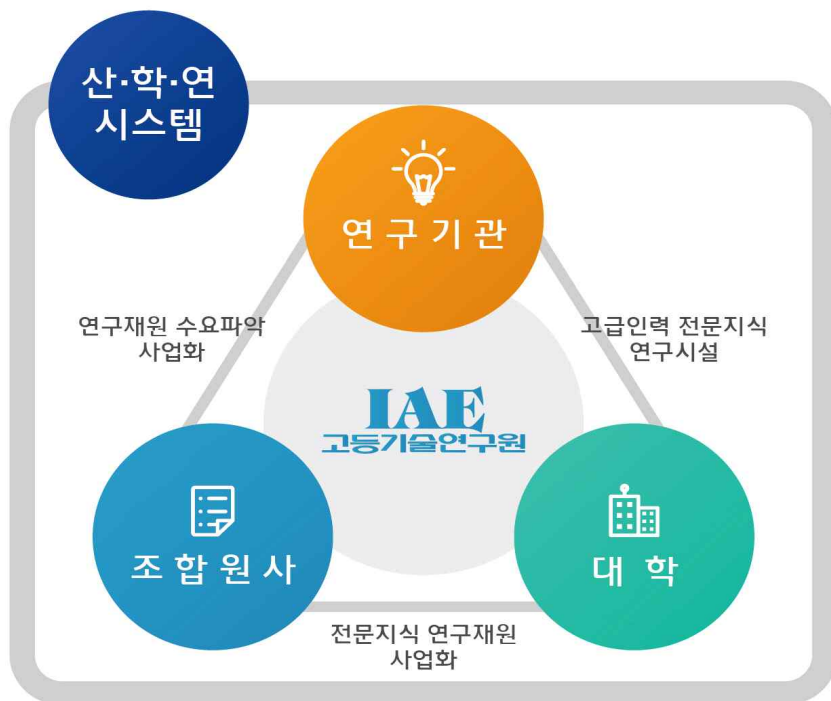 산·학·연
시스템
연구기관
연구재원 수요파악
사업화
고급인력 전문지식
연구시설
IAE
고등기술연구원
조합원사
대학
전문지식 연구재원
사업화